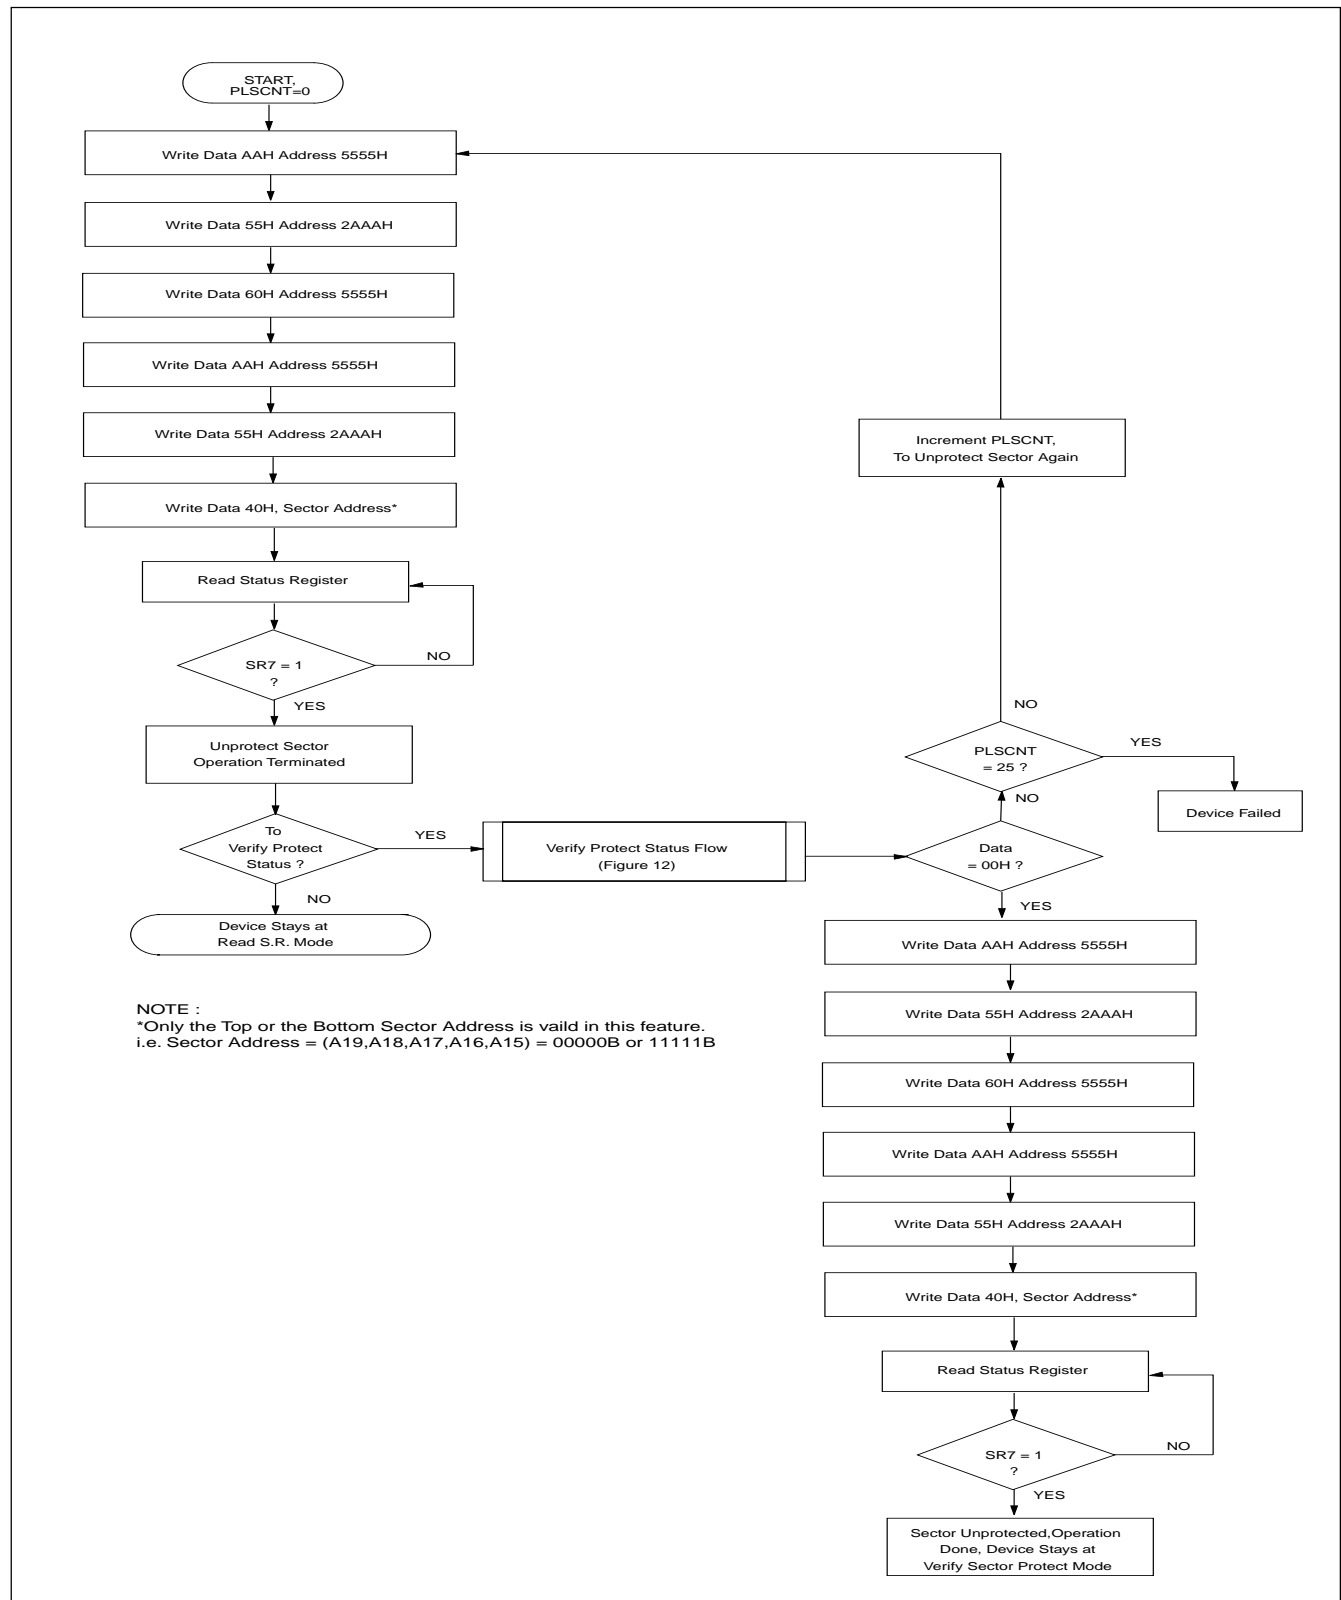 START,
PLSCNT=0
Write Data AAH Address 5555H
Write Data 55H Address 2AAAH
Write Data 60H Address 5555H
Write Data AAH Address 5555H
Write Data 55H Address 2AAAH
Write Data 40H, Sector Address*
Read Status Register
SR7 = 1
?
NO
YES
Unprotect Sector
Operation Terminated
To
Verify Protect
Status ?
YES
NO
Device Stays at
Read S.R. Mode
Verify Protect Status Flow
(Figure 12)
Data
= 00H ?
NO
YES
PLSCNT
= 25 ?
NO
YES
Device Failed
Increment PLSCNT,
To Unprotect Sector Again
Write Data AAH Address 5555H
Write Data 55H Address 2AAAH
Write Data 60H Address 5555H
Write Data AAH Address 5555H
Write Data 55H Address 2AAAH
Write Data 40H, Sector Address*
Read Status Register
SR7 = 1
?
NO
YES
Sector Unprotected,Operation
Done, Device Stays at
Verify Sector Protect Mode
NOTE :
*Only the Top or the Bottom Sector Address is vaild in this feature.
i.e. Sector Address = (A19,A18,A17,A16,A15) = 00000B or 11111B